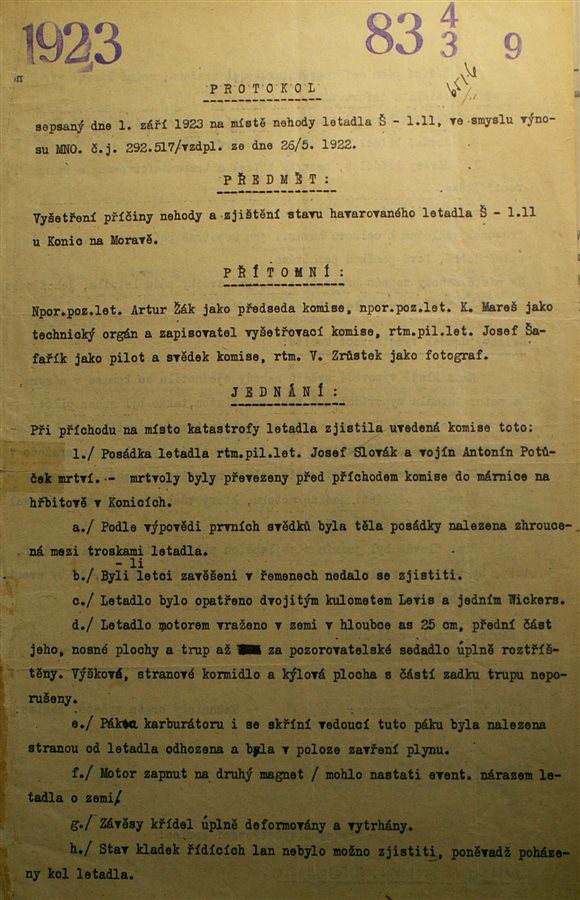 1923 83 4/3 9
PROTOKOL
sepsaný dne 1. září 1923 na místě nehody letadla Š - 1.11, ve smyslu výno-
su MNO. č.j. 292.517/vzdpl. ze dne 26/5. 1922.
PŘEDMĚT:
Vyšetření příčiny nehody a zjištění stavu havarovaného letadla Š - 1.11
u Konic na Moravě.
PŘÍTOMNÍ:
Npor.poz.let. Artur Žák jako předseda komise, npor.poz.let. K. Mareš jako
technický orgán a zapisovatel vyšetřovací komise, rtm.pil.let. Josef Ša-
fařík jako pilot a svědek komise, rtm. V. Zrůstek jako fotograf.
JEDNÁNÍ:
Při příchodu na místo katastrofy letadla zjistila uvedená komise toto:
1./ Posádka letadla rtm.pil.let. Josef Slovák a vojín Antonín Potů-
ček mrtví. - mrtvoly byly převezeny před příchodem komise do márnice na
hřbitově v Konicích.
a./ Podle výpovědi prvních svědků byla těla posádky nalezena zhrouce-
ná mezi troskami letadla.
- li
b./ Byli letci zavěšeni v řemenech nedalo se zjistiti.
c./ Letadlo bylo opatřeno dvojitým kulometem Levis a jedním Wickers.
d./ Letadlo motorem vraženo v zemi v hloubce as 25 cm, přední část
jeho, nosné plochy a trup až za pozorovatelské sedadlo úplně roztříš-
těny. Výšková, stranové kormidlo a kýlová plocha s částí zadku trupu nepo-
rušeny.
e./ Páka karburátoru i se skříní vedoucí tuto páku byla nalezena
stranou od letadla odhozena a byla v poloze zavření plynu.
f./ Motor zapnut na druhý magnet / mohlo nastati event. nárazem le-
tadla o zemi/
g./ Závěsy křídel úplně deformovány a vytrhány.
h./ Stav kladek řídících lan nebylo možno zjistiti, poněvadž poháze-
ny kol letadla.